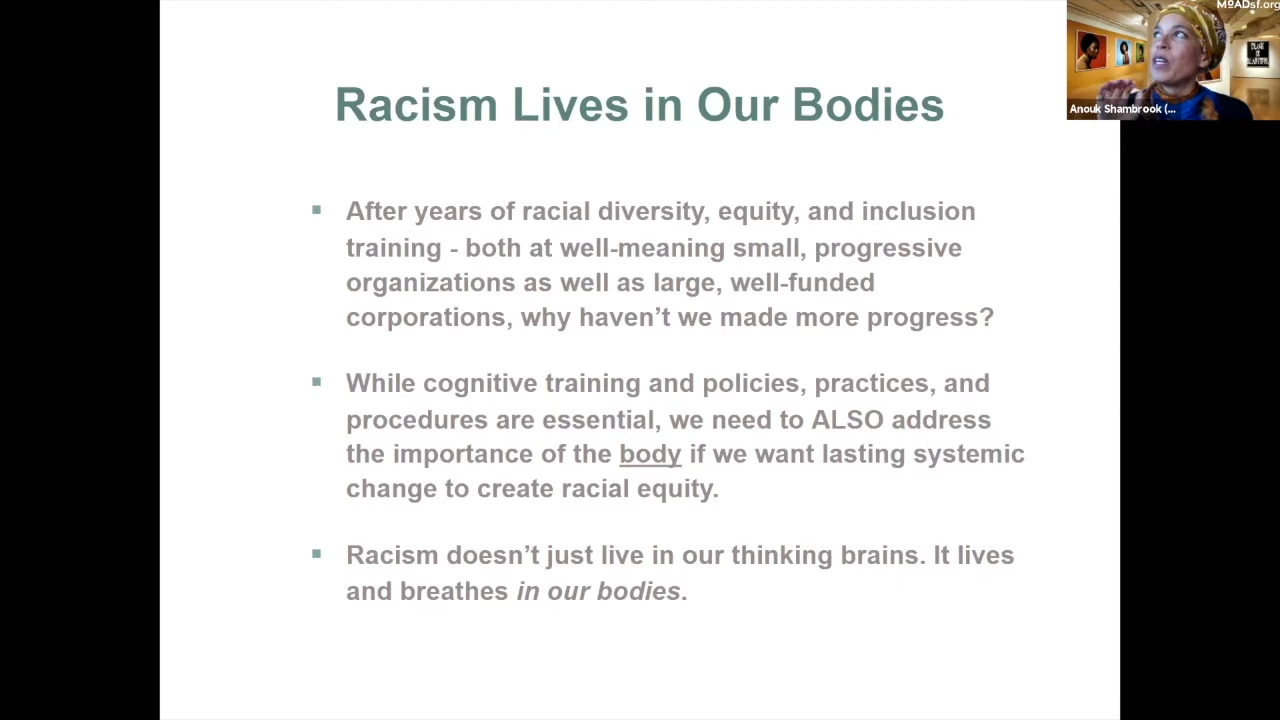 MoADsf.org
Racism Lives in Our Bodies
Anouk Shambrook (...
▪ After years of racial diversity, equity, and inclusion
training - both at well-meaning small, progressive
organizations as well as large, well-funded
corporations, why haven’t we made more progress?
▪ While cognitive training and policies, practices, and
procedures are essential, we need to ALSO address
the importance of the body if we want lasting systemic
change to create racial equity.
▪ Racism doesn’t just live in our thinking brains. It lives
and breathes in our bodies.